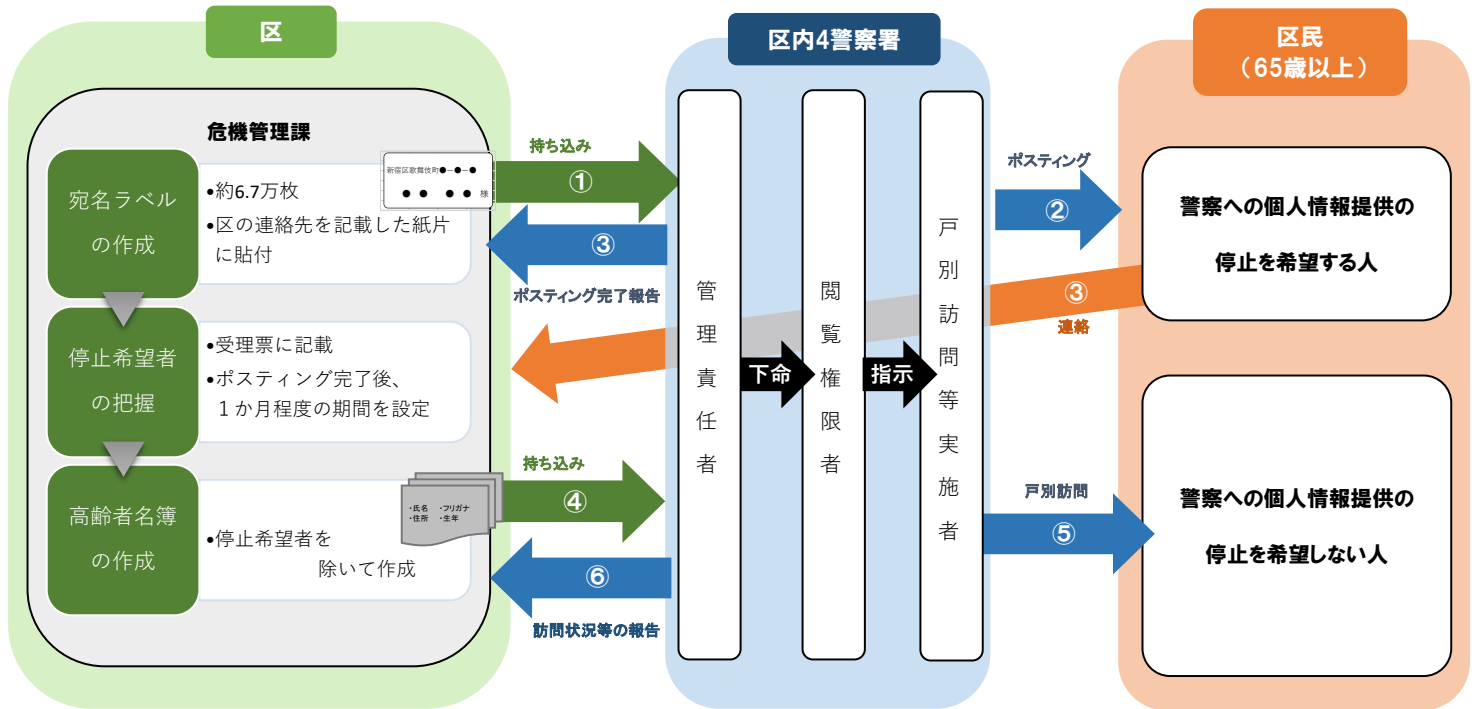 区
危機管理課
宛名ラベル
の作成
•約6.7万枚
•区の連絡先を記載した紙片
に貼付
新宿区歌舞伎町●−●−●
● ● ● ● 様
停止希望者
の把握
•受理票に記載
•ポスティング完了後、
１か月程度の期間を設定
高齢者名簿
の作成
•停止希望者を
除いて作成
・氏名 ・フリガナ
・住所 ・生年
持ち込み
①
③
ポスティング完了報告
持ち込み
④
⑥
訪問状況等の報告
区内4警察署
管理責任者
下命
閲覧権限者
指示
戸別訪問等実施者
ポスティング
②
③
連絡
戸別訪問
⑤
区民
（65歳以上）
警察への個人情報提供の
停止を希望する人
警察への個人情報提供の
停止を希望しない人